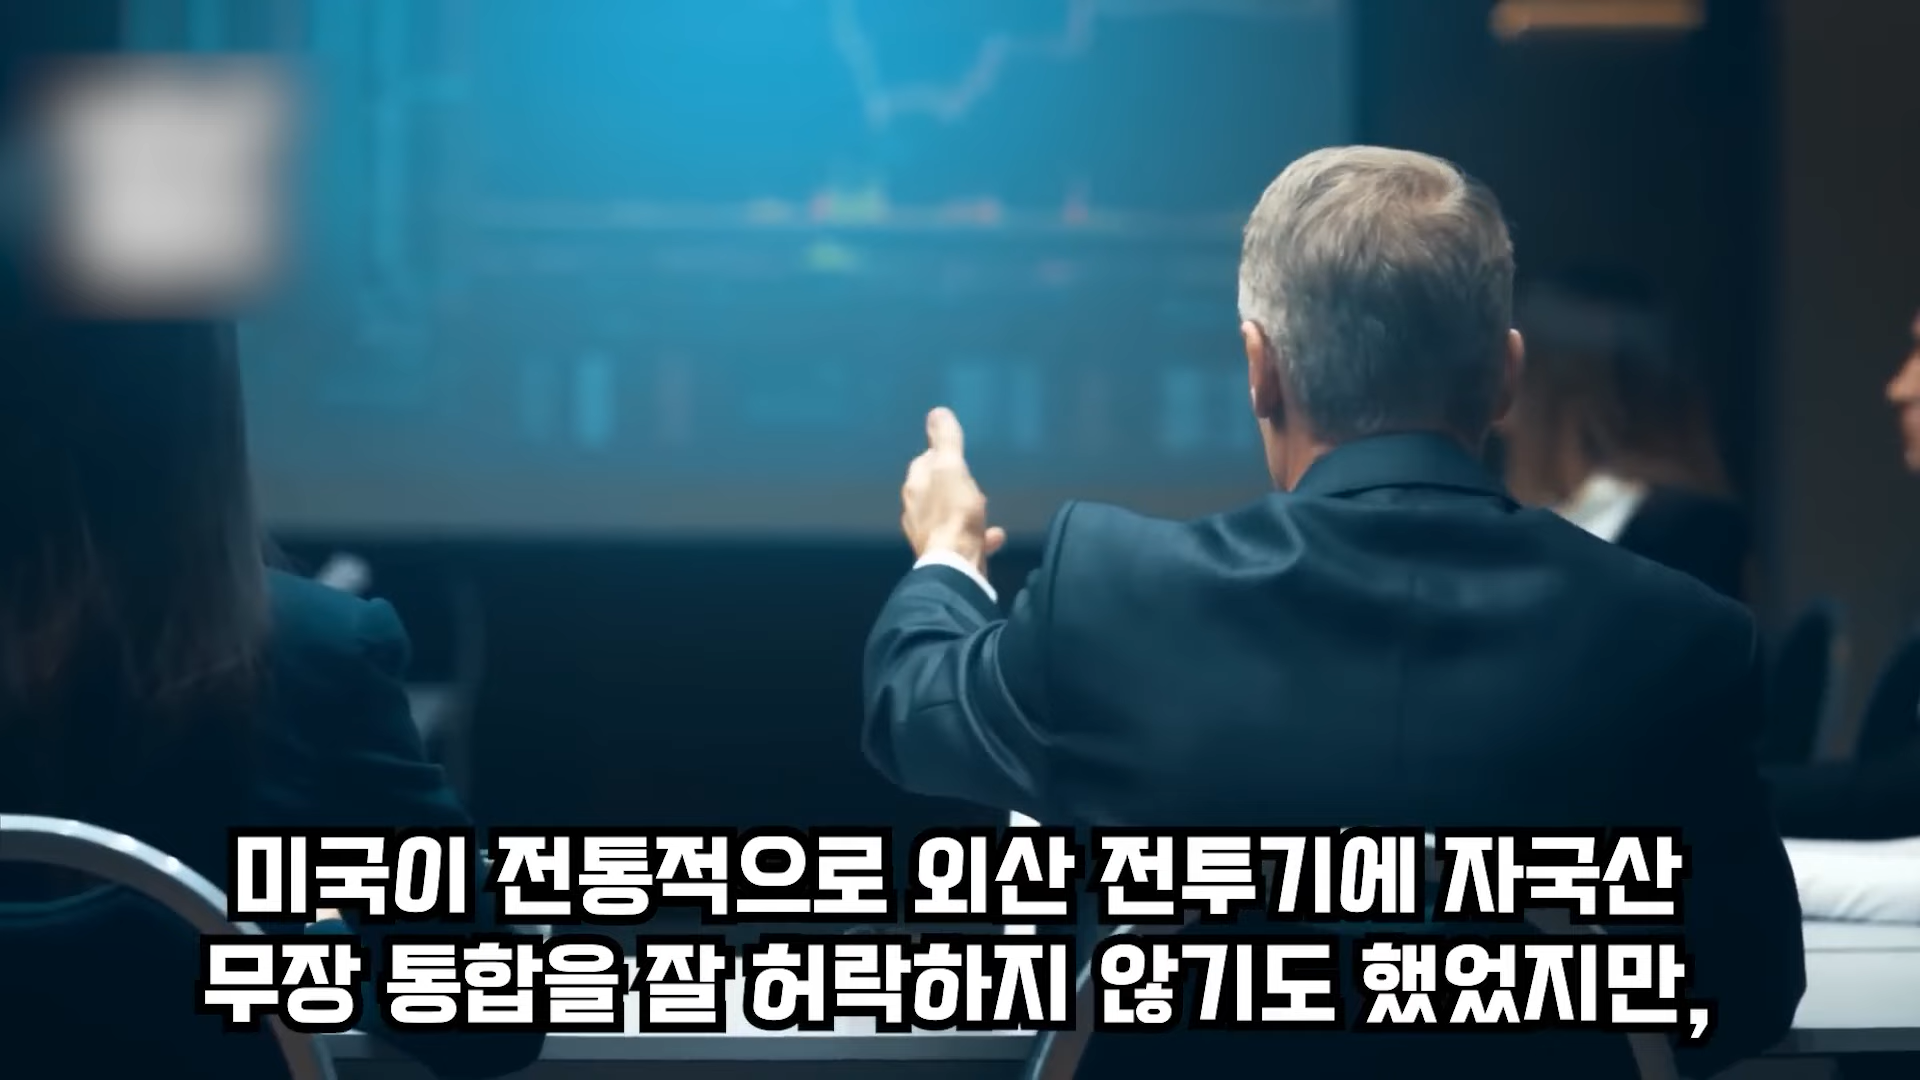 미국이 전통적으로 외산 전투기에 자국산
무장 통합을 잘 허락하지 않기도 했었지만,